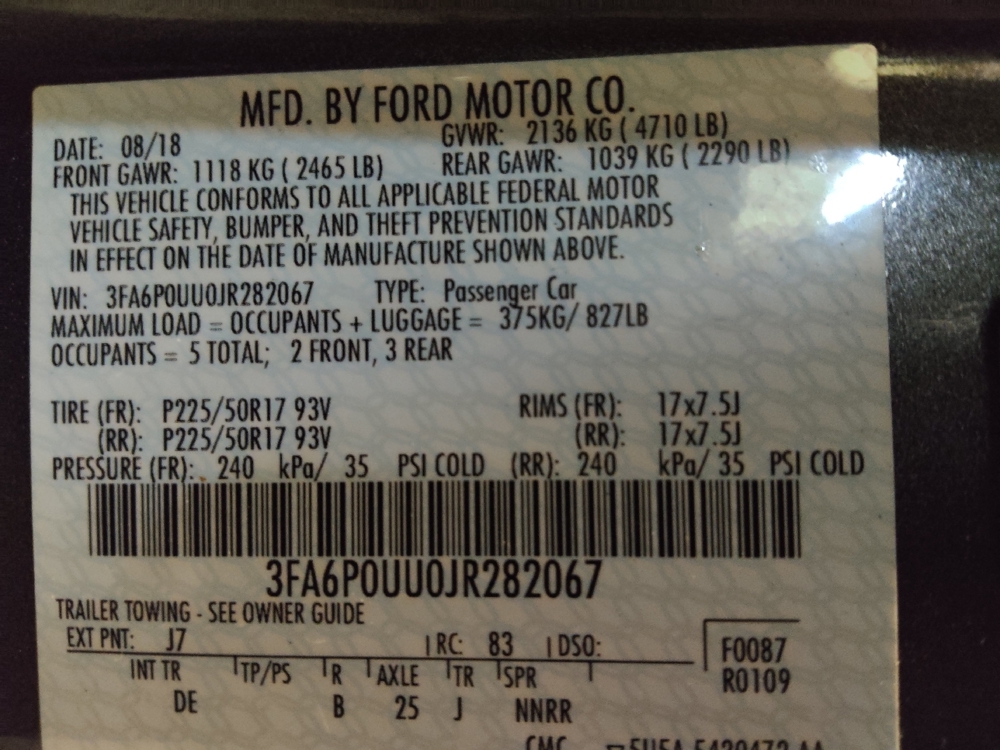 MFD. BY FORD MOTOR CO.
DATE: 08/18 GVWR: 2136 KG ( 4710 LB)
FRONT GAWR: 1118 KG ( 2465 LB) REAR GAWR: 1039 KG ( 2290 LB)
THIS VEHICLE CONFORMS TO ALL APPLICABLE FEDERAL MOTOR
VEHICLE SAFETY, BUMPER, AND THEFT PREVENTION STANDARDS
IN EFFECT ON THE DATE OF MANUFACTURE SHOWN ABOVE.
VIN: 3FA6P0UU0JR282067 TYPE: Passenger Car
MAXIMUM LOAD = OCCUPANTS + LUGGAGE = 375KG/ 827LB
OCCUPANTS = 5 TOTAL; 2 FRONT, 3 REAR
TIRE (FR): P225/50R17 93V RIMS (FR): 17x7.5J
(RR): P225/50R17 93V (RR): 17x7.5J
PRESSURE (FR): 240 kPa/ 35 PSI COLD (RR): 240 kPa/ 35 PSI COLD
3FA6P0UU0JR282067
TRAILER TOWING - SEE OWNER GUIDE
EXT PNT: J7 RC: 83 DSO: F0087
INT TR TP/PS R AXLE TR SPR R0109
DE B 25 J NNRR